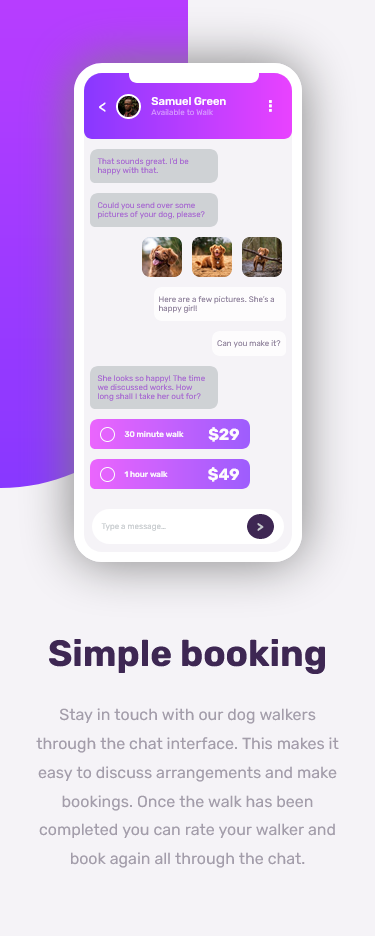 <
Samuel Green
Available to Walk
That sounds great. I'd be
happy with that.
Could you send over some
pictures of your dog, please?
Here are a few pictures. She's a
happy girl!
Can you make it?
She looks so happy! The time
we discussed works. How
long shall I take her out for?
30 minute walk $29
1 hour walk $49
Type a message...
>
Simple booking
Stay in touch with our dog walkers
through the chat interface. This makes it
easy to discuss arrangements and make
bookings. Once the walk has been
completed you can rate your walker and
book again all through the chat.